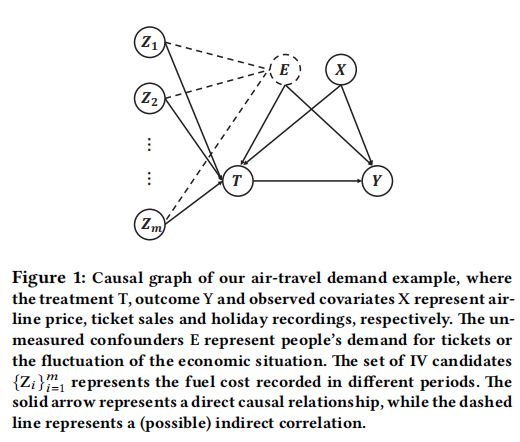 Z1
E
X
Z2
⋮
⋮
T
Y
Zm
Figure 1: Causal graph of our air-travel demand example, where
the treatment T, outcome Y and observed covariates X represent air-
line price, ticket sales and holiday recordings, respectively. The un-
measured confounders E represent people's demand for tickets or
the fluctuation of the economic situation. The set of IV candidates
{Zi}mi=1 represents the fuel cost recorded in different periods. The
solid arrow represents a direct causal relationship, while the dashed
line represents a (possible) indirect correlation.